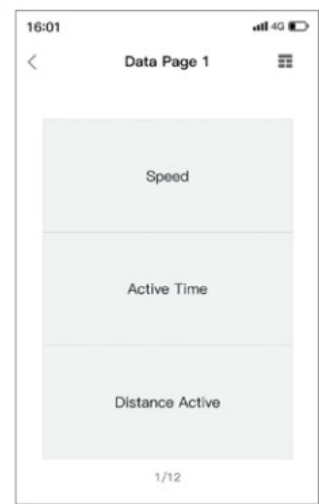 16:01 4G
Data Page 1
Speed
Active Time
Distance Active
1/12